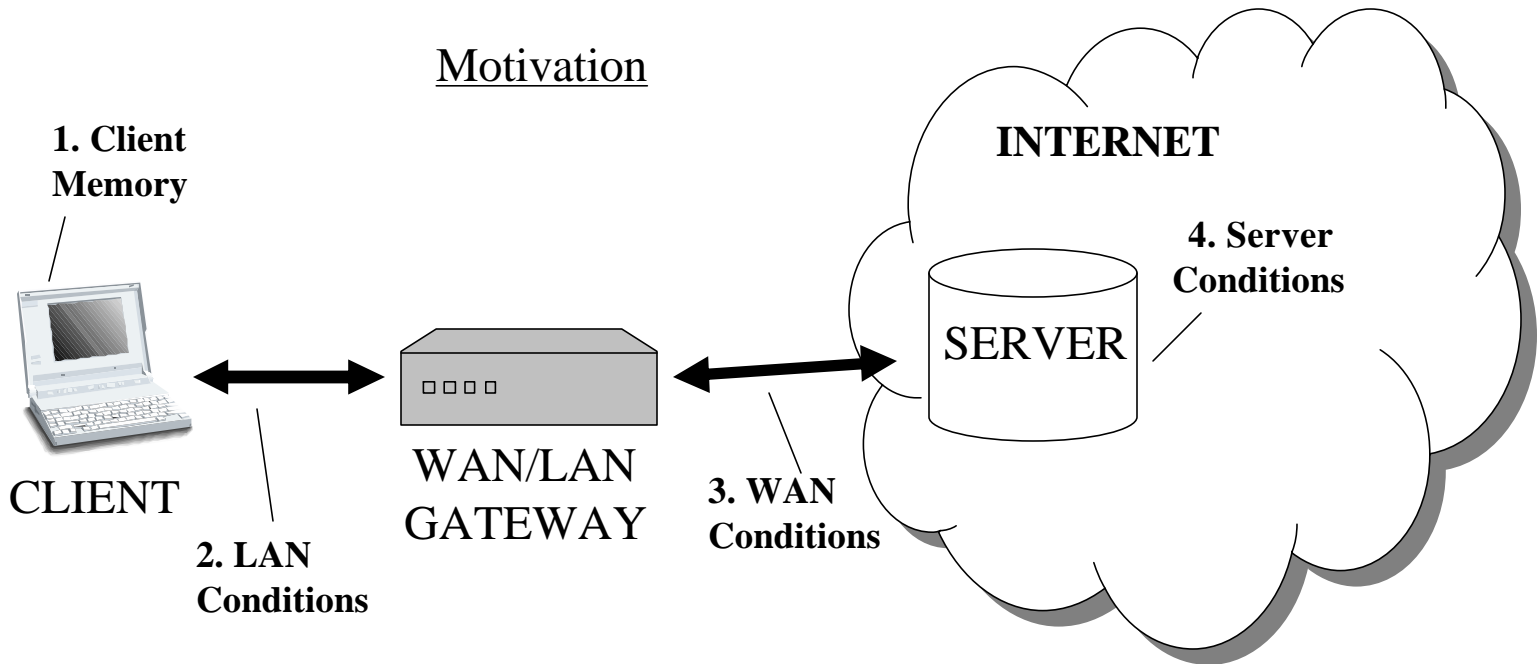 Motivation
1. Client
Memory
INTERNET
4. Server
Conditions
SERVER
CLIENT
WAN/LAN
GATEWAY
2. LAN
Conditions
3. WAN
Conditions